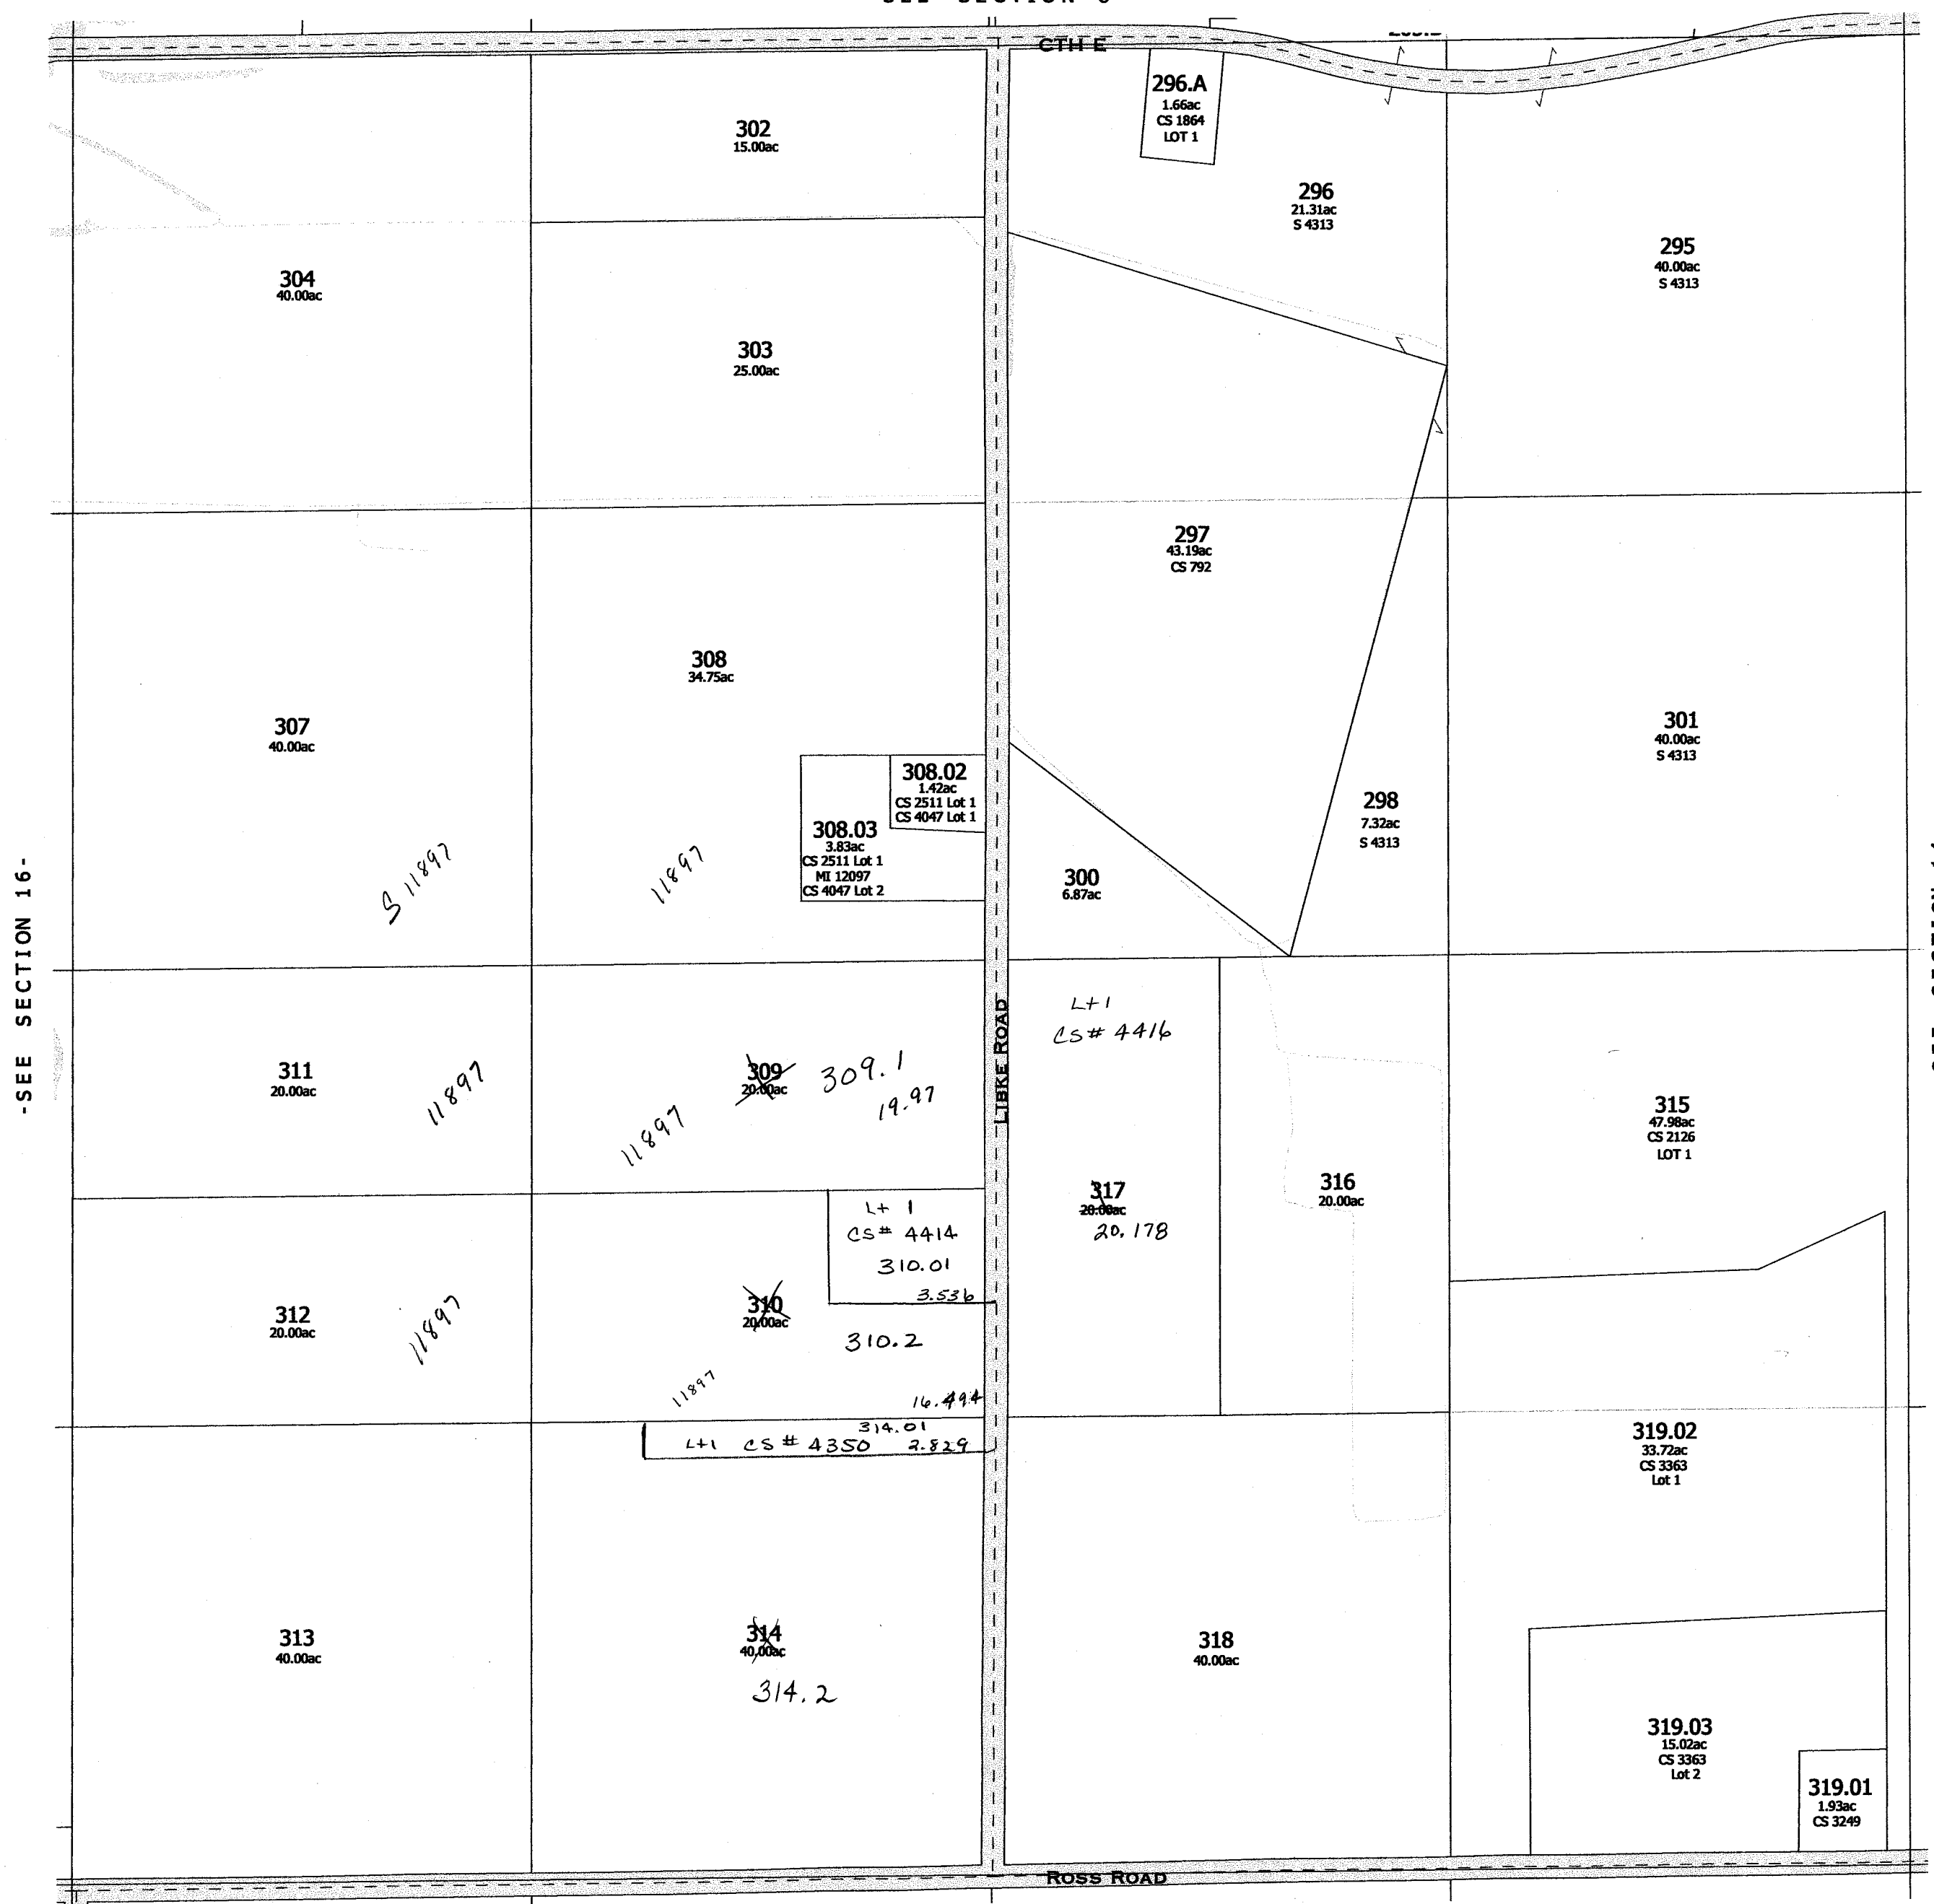 CTH E
296.A
1.66ac
CS 1864
LOT 1
302
15.00ac
296
21.31ac
S 4313
295
40.00ac
S 4313
304
40.00ac
303
25.00ac
297
43.19ac
CS 792
308
34.75ac
307
40.00ac
301
40.00ac
S 4313
308.02
1.42ac
CS 2511 Lot 1
CS 4047 Lot 1
308.03
3.83ac
CS 2511 Lot 1
MI 12097
CS 4047 Lot 2
298
7.32ac
S 4313
300
6.87ac
S 11897
11897
-SEE SECTION 16-
LIBKE ROAD
Lt 1
CS# 4416
311
20.00ac
11897
309
20.00ac
309.1
19.97
11897
315
47.98ac
CS 2126
LOT 1
317
20.00ac
20.178
316
20.00ac
Lt 1
CS# 4414
310.01
3.536
312
20.00ac
11897
310
20.00ac
310.2
11897
16.494
314.01
Lt 1 CS# 4350 2.829
319.02
33.72ac
CS 3363
Lot 1
313
40.00ac
314
40.00ac
314.2
318
40.00ac
319.03
15.02ac
CS 3363
Lot 2
319.01
1.93ac
CS 3249
ROSS ROAD